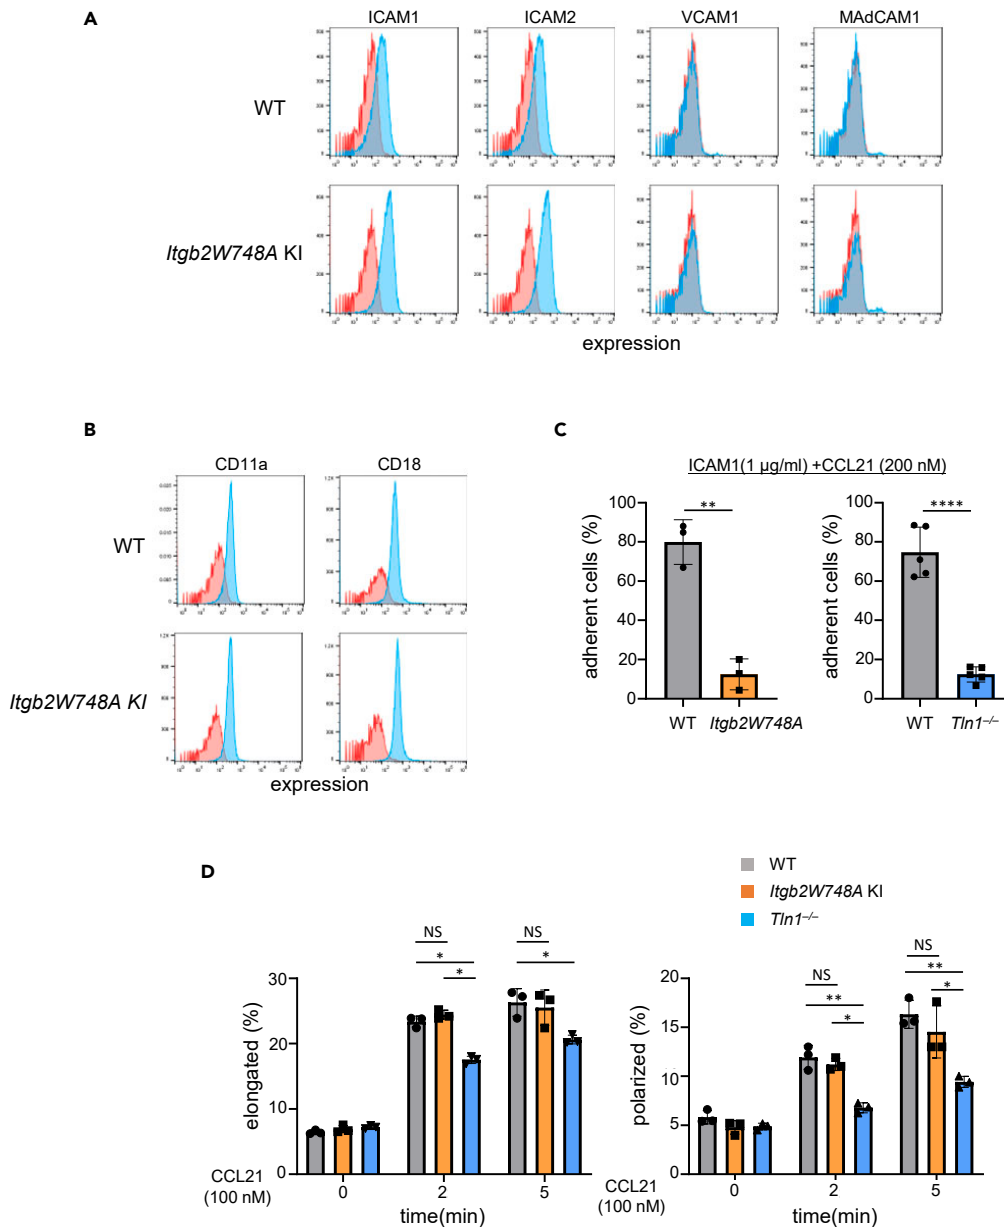 A
ICAM1 ICAM2 VCAM1 MAdCAM1
WT
Itgb2W748A KI
expression
B
CD11a CD18
WT
Itgb2W748A KI
expression
C
ICAM1(1 µg/ml) +CCL21 (200 nM)
adherent cells (%)
100
80
60
40
20
0
**
WT Itgb2W748A
adherent cells (%)
100
80
60
40
20
0
****
WT Tln1–/–
D
WT
Itgb2W748A KI
Tln1–/–
elongated (%)
30
20
10
0
NS
*
*
NS
*
CCL21
(100 nM)
0 2 5
time(min)
polarized (%)
20
15
10
5
0
NS
**
*
NS
**
*
CCL21
(100 nM)
0 2 5
time(min)